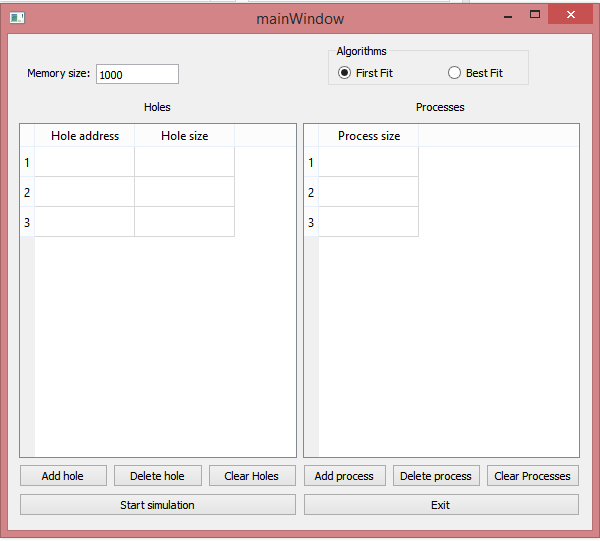 mainWindow
Algorithms
Memory size: 1000
First Fit Best Fit
Holes Processes
Hole address Hole size Process size
1 1
2 2
3 3
Add hole Delete hole Clear Holes Add process Delete process Clear Processes
Start simulation Exit